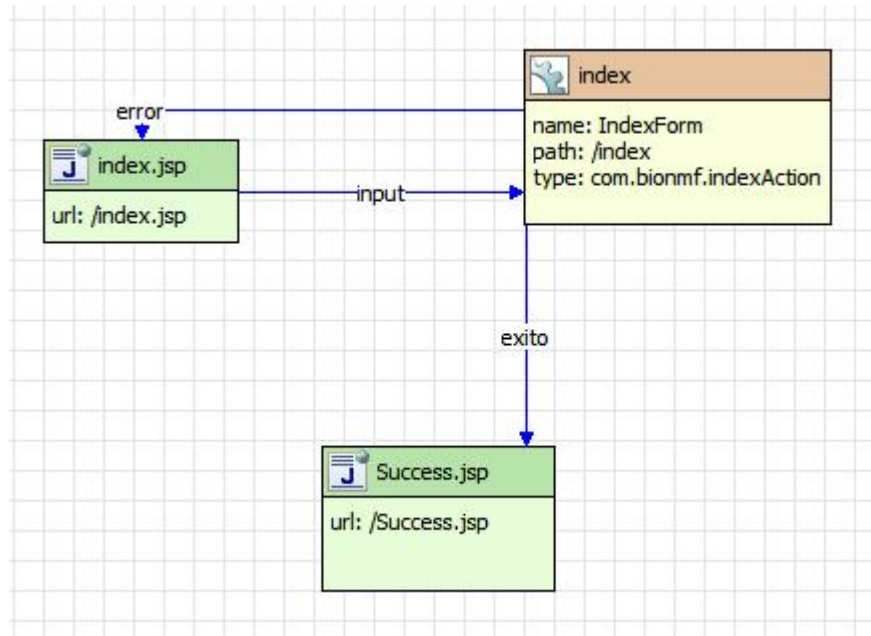 index
name: IndexForm
path: /index
type: com.bionmf.indexAction
error
index.jsp
url: /index.jsp
input
exito
Success.jsp
url: /Success.jsp